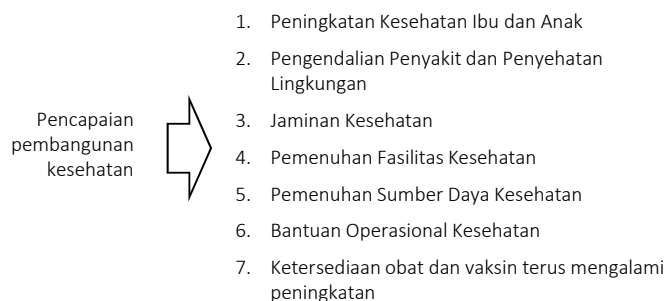 Pencapaian
pembangunan
kesehatan
1. Peningkatan Kesehatan Ibu dan Anak
2. Pengendalian Penyakit dan Penyehatan
Lingkungan
3. Jaminan Kesehatan
4. Pemenuhan Fasilitas Kesehatan
5. Pemenuhan Sumber Daya Kesehatan
6. Bantuan Operasional Kesehatan
7. Ketersediaan obat dan vaksin terus mengalami
peningkatan